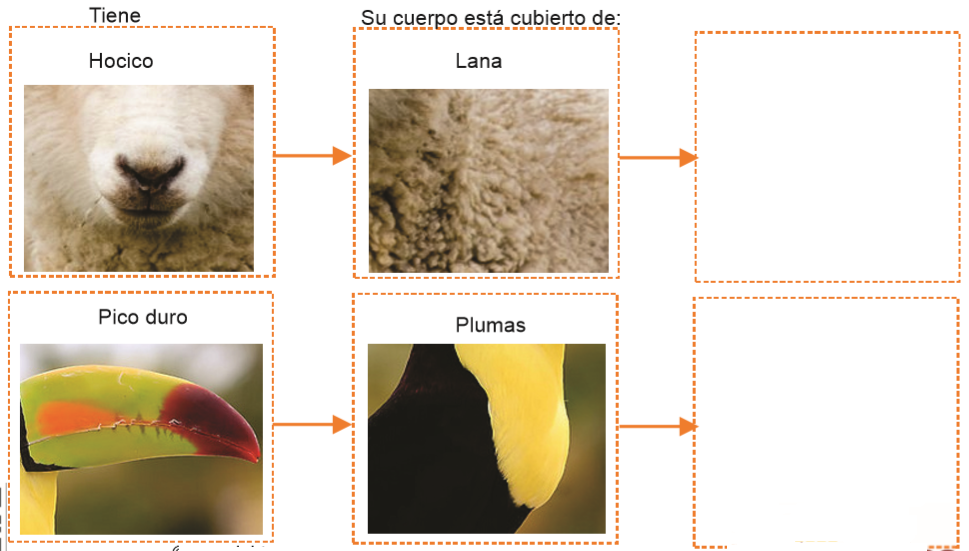 Tiene
Su cuerpo está cubierto de:
Hocico
Lana
Pico duro
Plumas